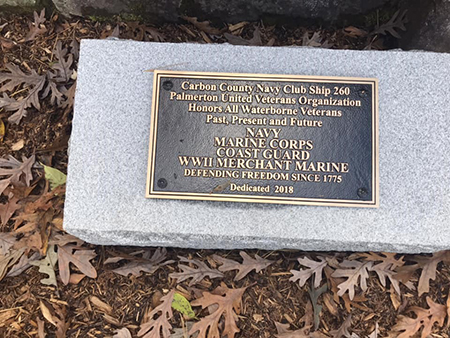 Carbon County Navy Club Ship 260
Palmerton United Veterans Organization
Honors All Waterborne Veterans
Past, Present and Future
NAVY
MARINE CORPS
COAST GUARD
WWII MERCHANT MARINE
DEFENDING FREEDOM SINCE 1775
Dedicated 2018